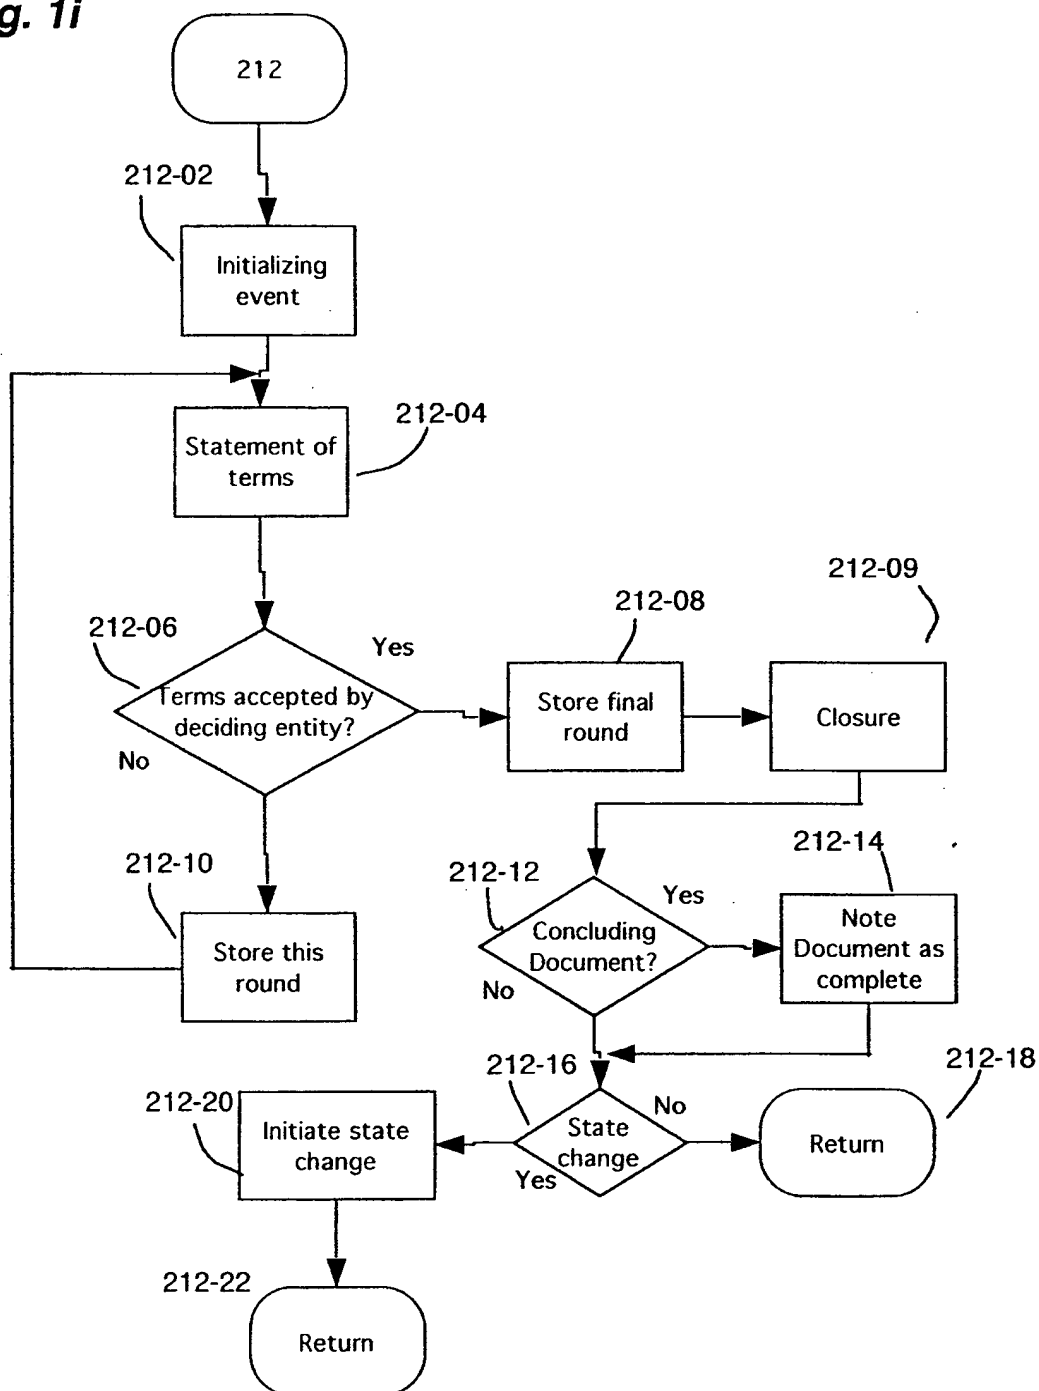 g. 1i
212
212-02
Initializing
event
212-04
Statement of
terms
212-09
212-08
212-06
Yes
Terms accepted by
deciding entity?
Store final
round
Closure
No
212-14
212-10
212-12
Yes
Note
Document as
complete
Concluding
Document?
Store this
round
No
212-16
212-18
212-20
No
Initiate state
change
State
change
Return
Yes
212-22
Return